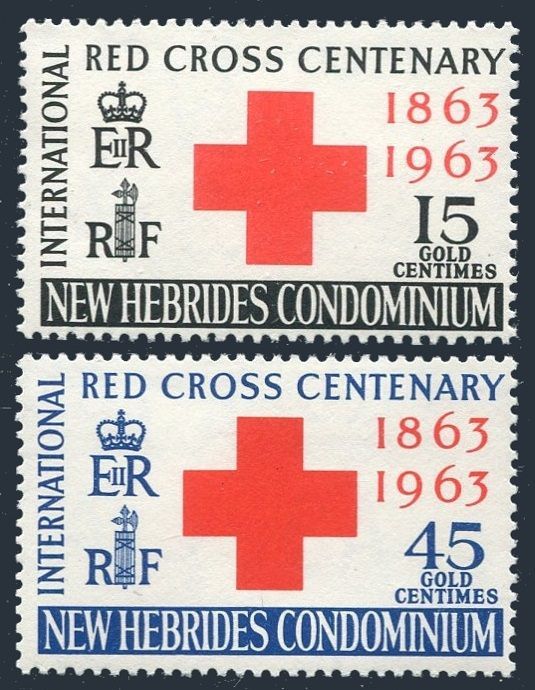 INTERNATIONAL
RED CROSS CENTENARY
1863
1963
EIIR
RF
15
GOLD
CENTIMES
NEW HEBRIDES CONDOMINIUM
INTERNATIONAL
RED CROSS CENTENARY
1863
1963
EIIR
RF
45
GOLD
CENTIMES
NEW HEBRIDES CONDOMINIUM